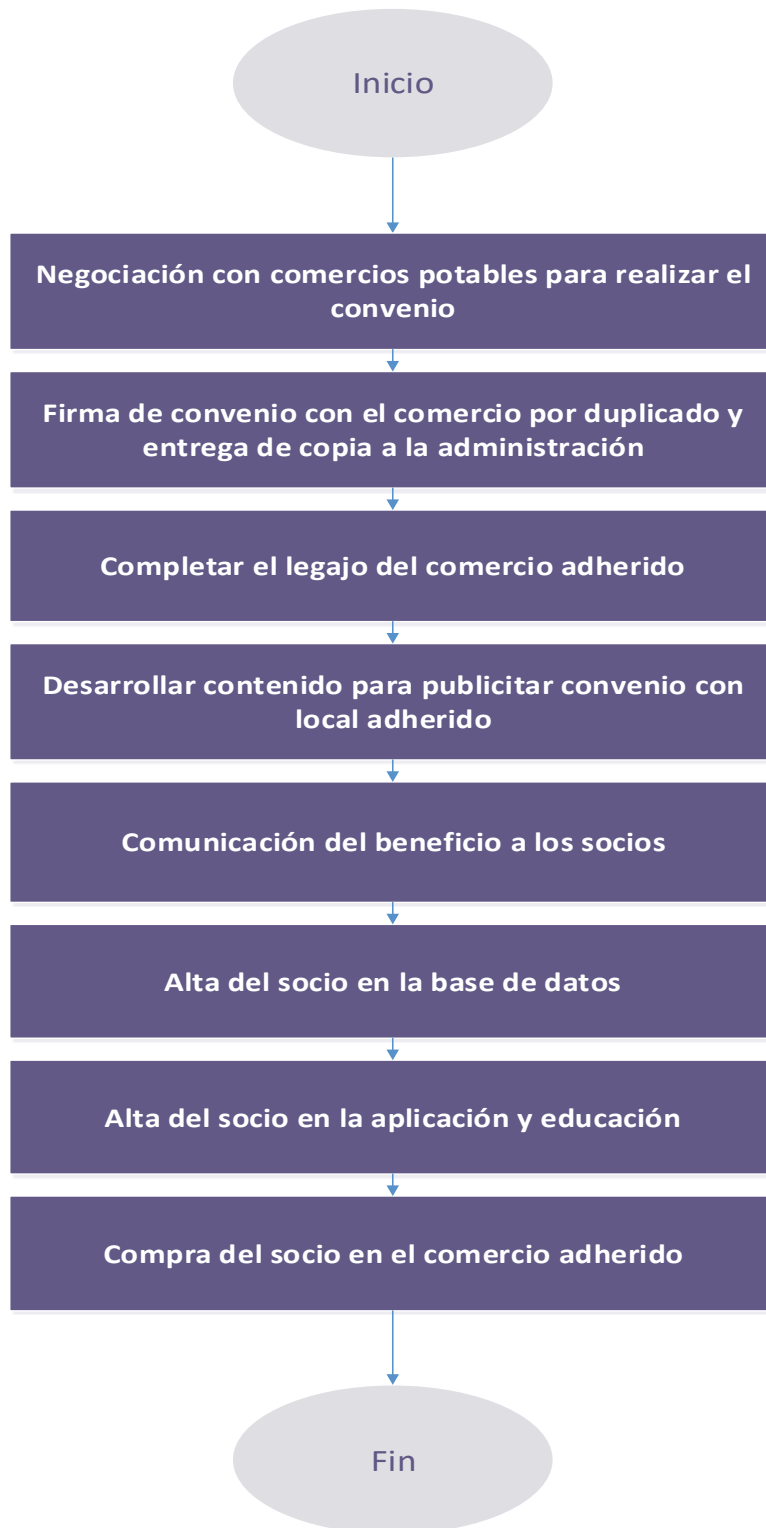 Inicio
Negociación con comercios potables para realizar el
convenio
Firma de convenio con el comercio por duplicado y
entrega de copia a la administración
Completar el legajo del comercio adherido
Desarrollar contenido para publicitar convenio con
local adherido
Comunicación del beneficio a los socios
Alta del socio en la base de datos
Alta del socio en la aplicación y educación
Compra del socio en el comercio adherido
Fin